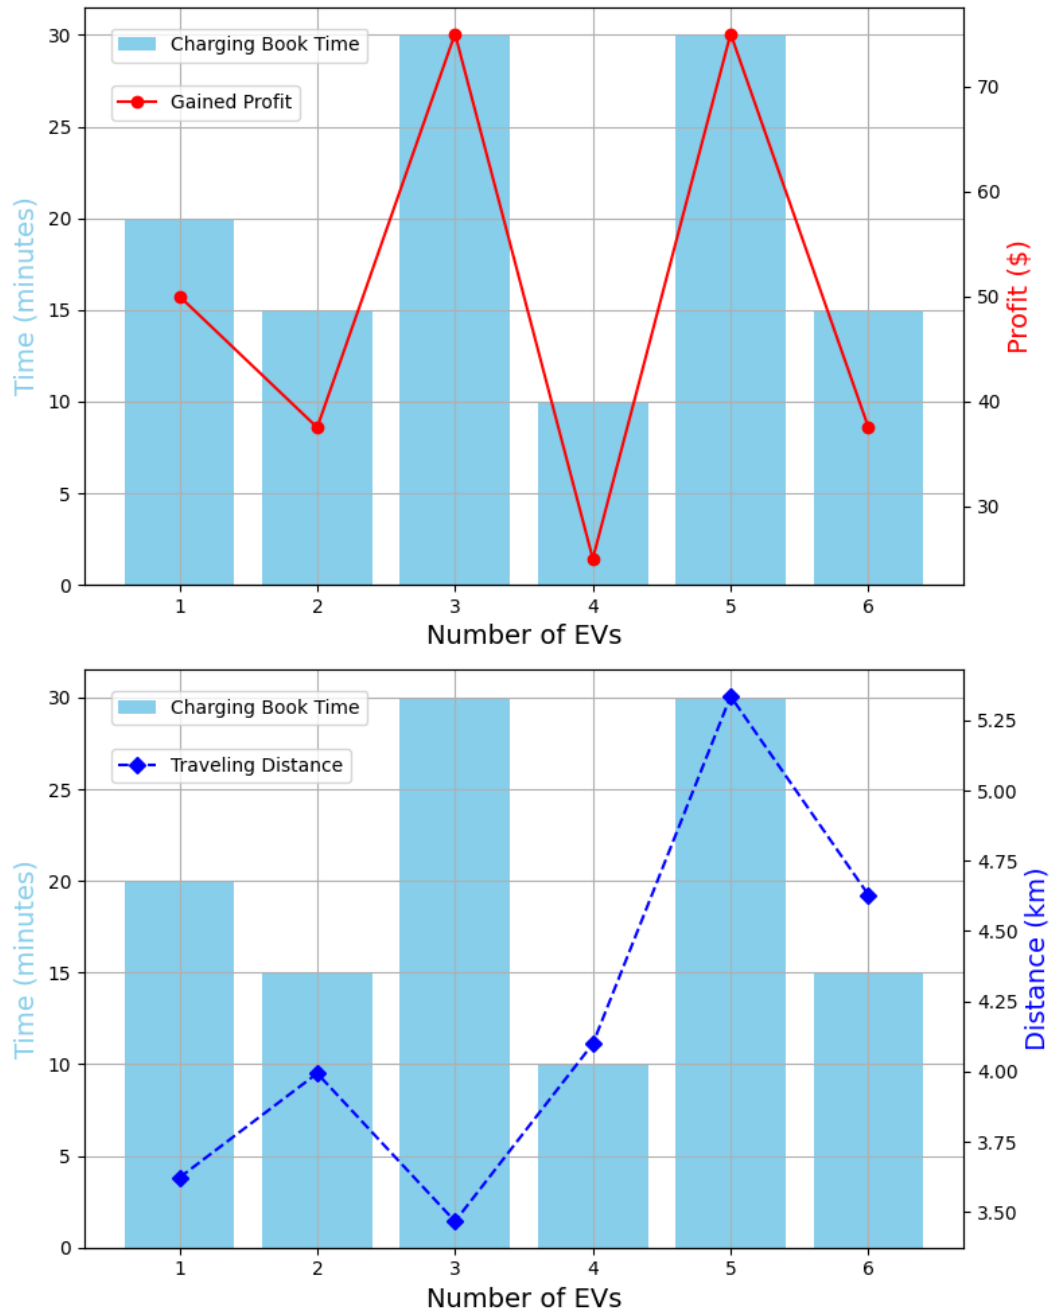 Charging Book Time
Gained Profit
30
25
20
15
10
5
0
Time (minutes)
70
60
50
40
30
Profit ($)
1 2 3 4 5 6
Number of EVs
Charging Book Time
Traveling Distance
30
25
20
15
10
5
0
Time (minutes)
5.25
5.00
4.75
4.50
4.25
4.00
3.75
3.50
Distance (km)
1 2 3 4 5 6
Number of EVs